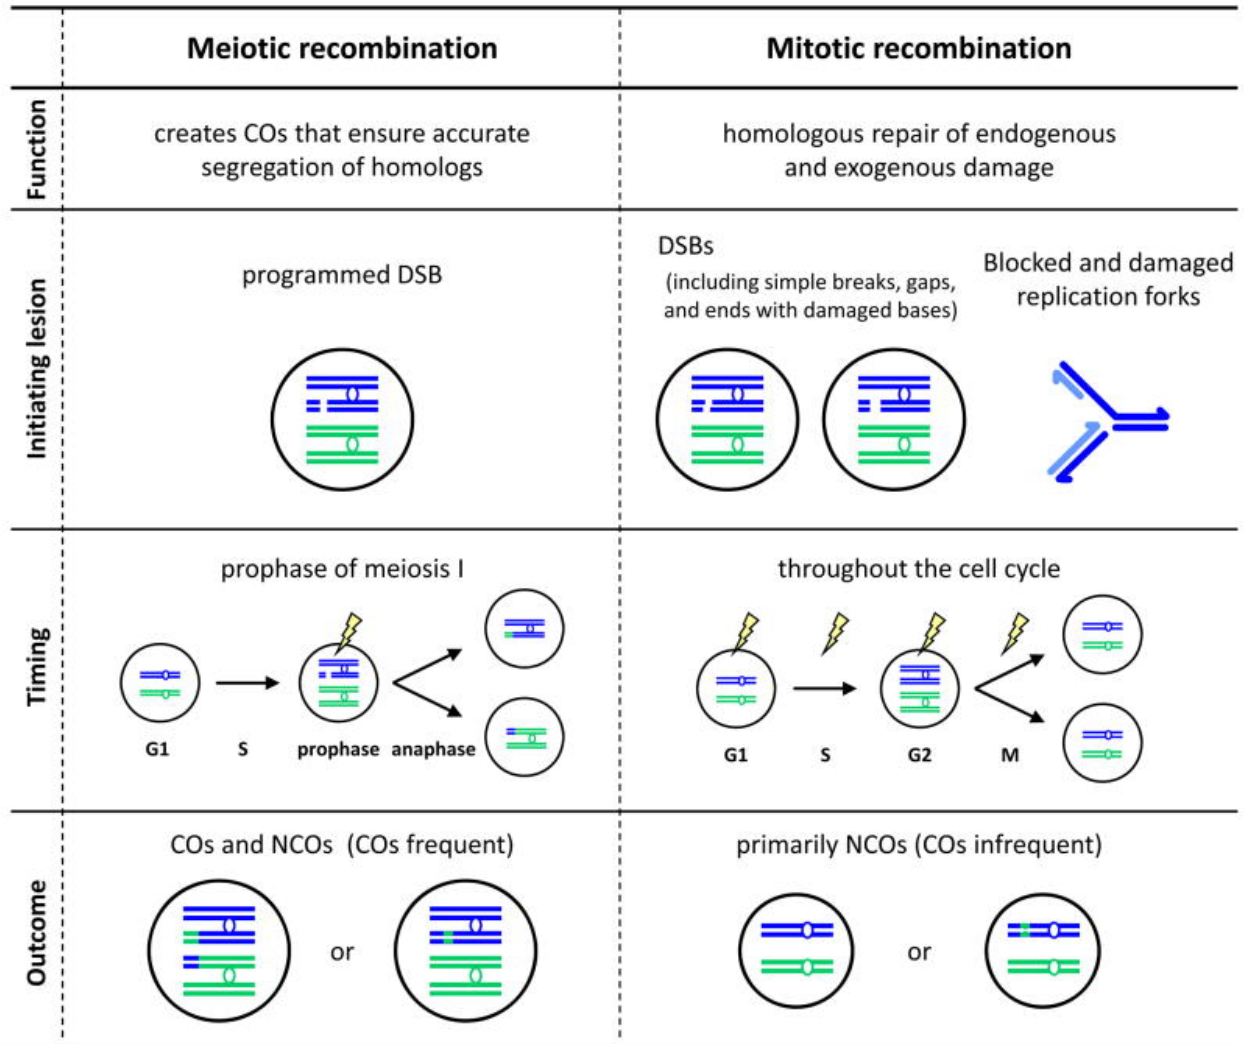 Meiotic recombination
Mitotic recombination
Function
creates COs that ensure accurate
segregation of homologs
homologous repair of endogenous
and exogenous damage
Initiating lesion
programmed DSB
DSBs
(including simple breaks, gaps,
and ends with damaged bases)
Blocked and damaged
replication forks
Timing
prophase of meiosis I
G1
S
prophase
anaphase
throughout the cell cycle
G1
S
G2
M
Outcome
COs and NCOs (COs frequent)
or
primarily NCOs (COs infrequent)
or